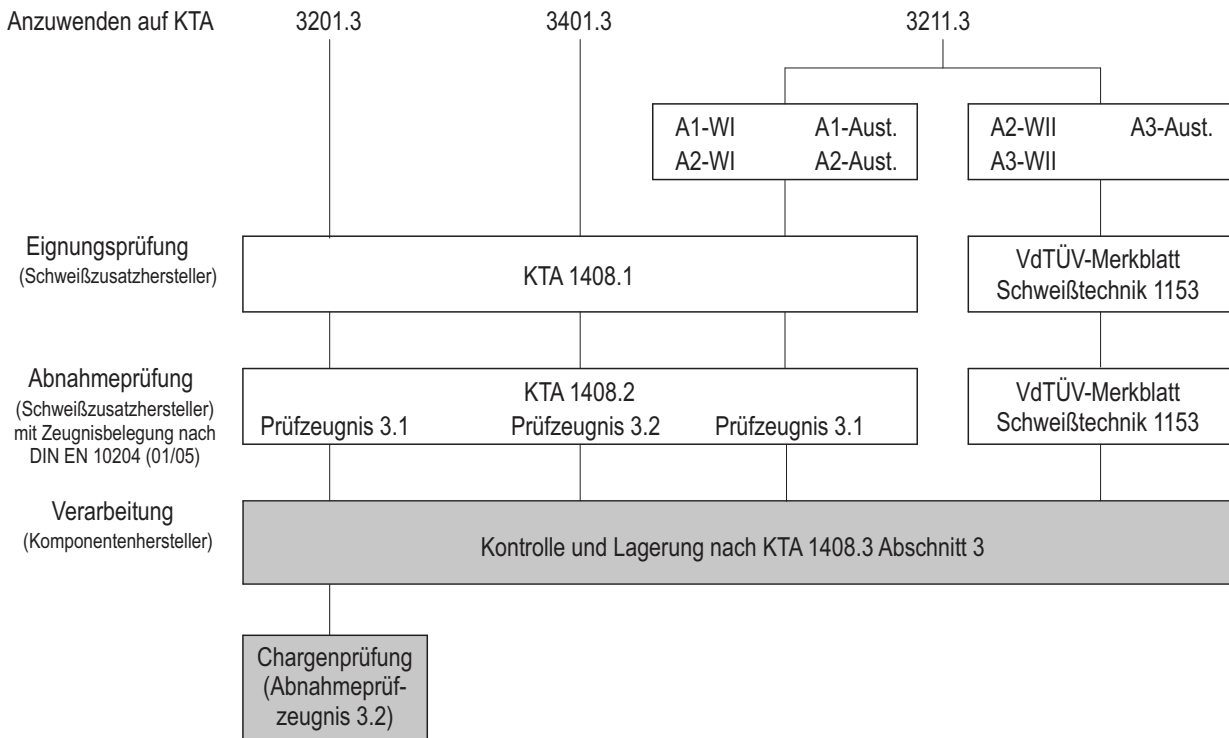 Anzuwenden auf KTA 3201.3 3401.3 3211.3
A1-WI A1-Aust.
A2-WI A2-Aust.
A2-WII A3-Aust.
A3-WII
Eignungsprüfung
(Schweißzusatzhersteller)
KTA 1408.1
VdTÜV-Merkblatt
Schweißtechnik 1153
Abnahmeprüfung
(Schweißzusatzhersteller)
mit Zeugnisbelegung nach
DIN EN 10204 (01/05)
KTA 1408.2
Prüfzeugnis 3.1 Prüfzeugnis 3.2 Prüfzeugnis 3.1
VdTÜV-Merkblatt
Schweißtechnik 1153
Verarbeitung
(Komponentenhersteller)
Kontrolle und Lagerung nach KTA 1408.3 Abschnitt 3
Chargenprüfung
(Abnahmeprüf-
zeugnis 3.2)